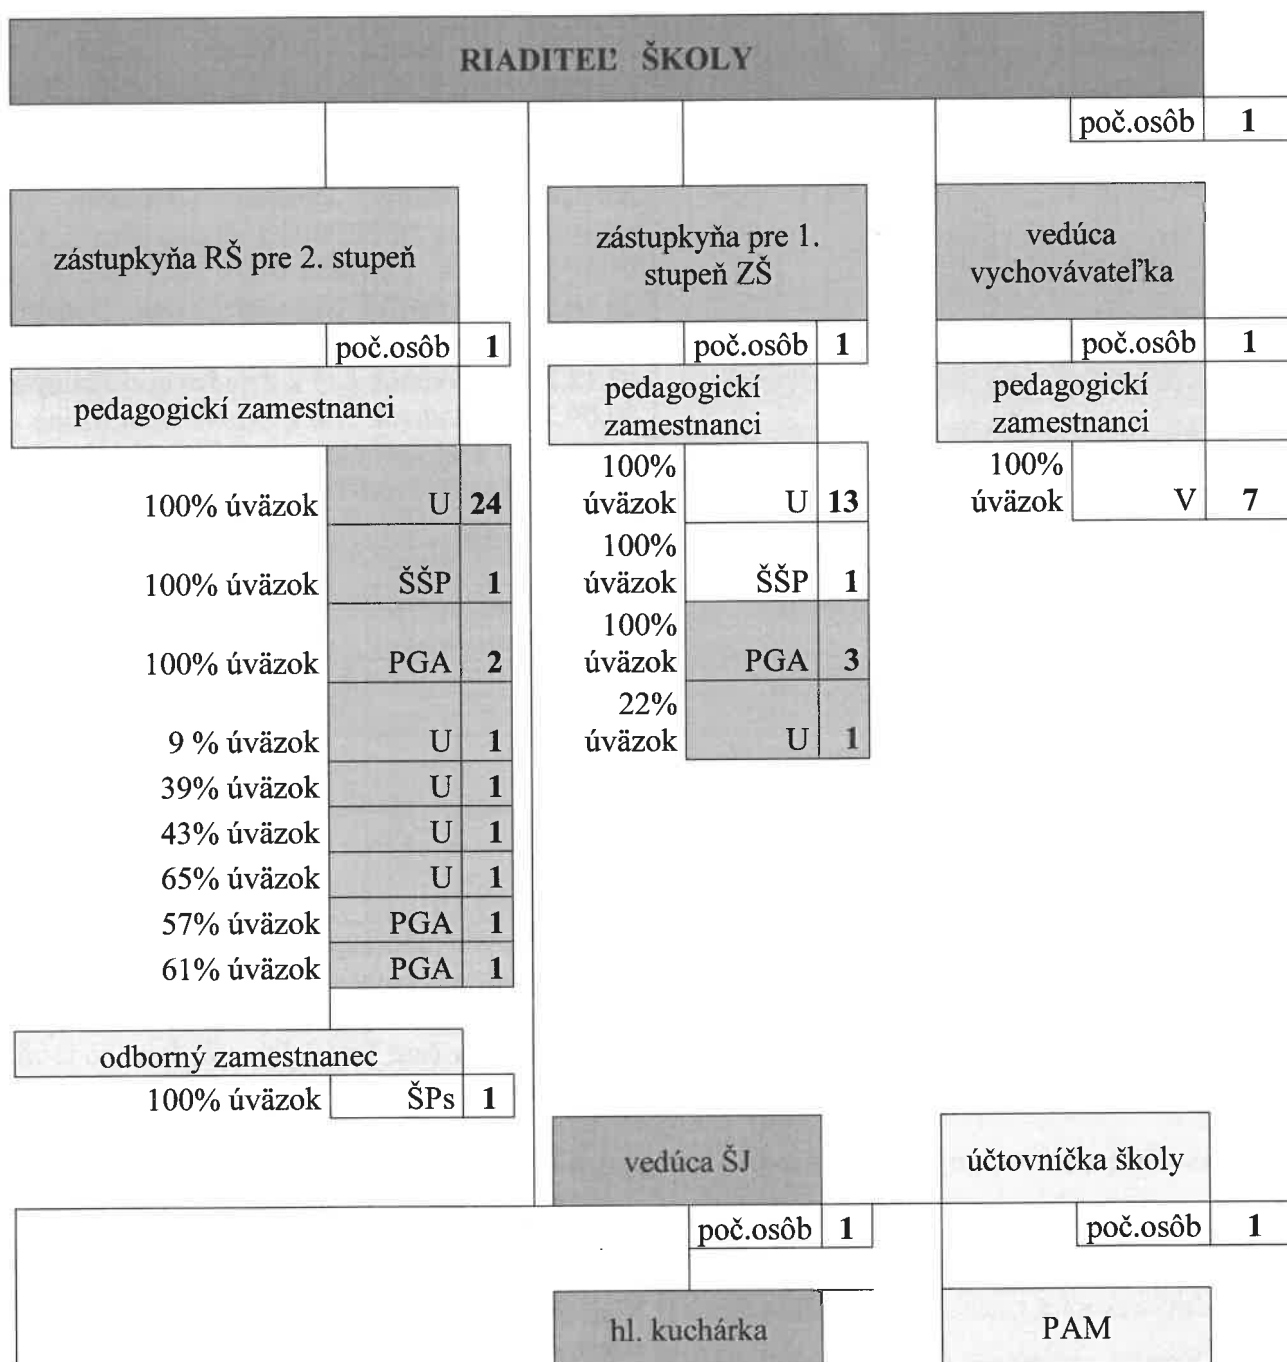 RIADITEĽ ŠKOLY
poč.osôb 1
zástupkyňa RŠ pre 2. stupeň
poč.osôb 1
pedagogickí zamestnanci
100% úväzok U 24
100% úväzok ŠŠP 1
100% úväzok PGA 2
9 % úväzok U 1
39% úväzok U 1
43% úväzok U 1
65% úväzok U 1
57% úväzok PGA 1
61% úväzok PGA 1
odborný zamestnanec
100% úväzok ŠPs 1
zástupkyňa pre 1.
stupeň ZŠ
poč.osôb 1
pedagogickí
zamestnanci
100%
úväzok U 13
100%
úväzok ŠŠP 1
100%
úväzok PGA 3
22%
úväzok U 1
vedúca
vychovávateľka
poč.osôb 1
pedagogickí
zamestnanci
100%
úväzok V 7
vedúca ŠJ
poč.osôb 1
hl. kuchárka
účtovníčka školy
poč.osôb 1
PAM